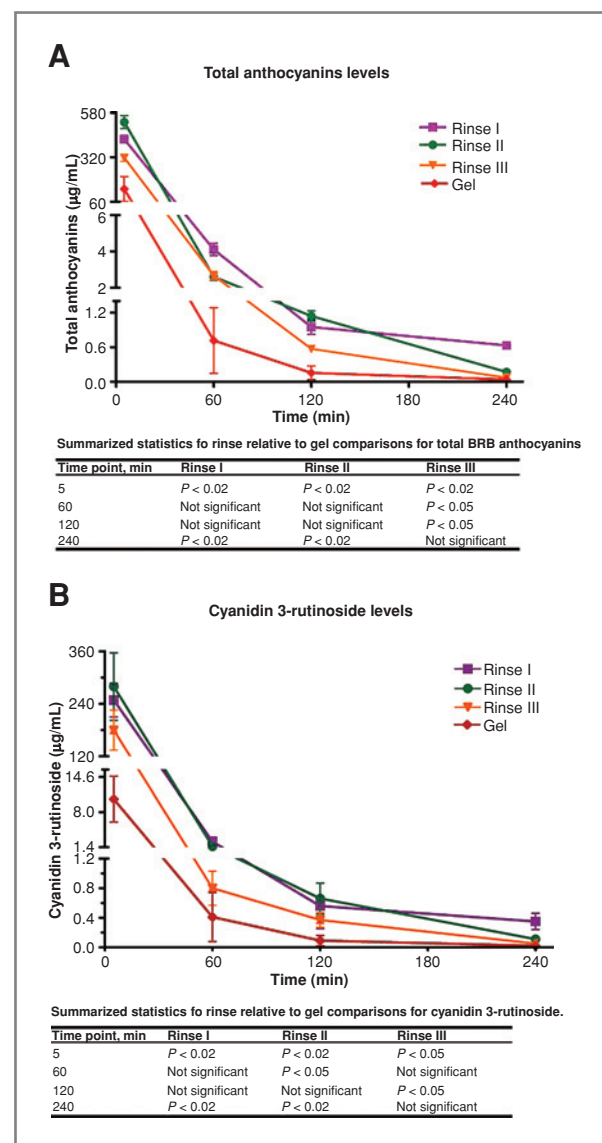 A
Total anthocyanins levels
580
320
60
6
4
2
1.2
0.6
0.0
Total anthocyanins (µg/mL)
Rinse I
Rinse II
Rinse III
Gel
0 60 120 180 240
Time (min)
Summarized statistics fo rinse relative to gel comparisons for total BRB anthocyanins
Time point, min Rinse I Rinse II Rinse III
5 P < 0.02 P < 0.02 P < 0.02
60 Not significant Not significant P < 0.05
120 Not significant Not significant P < 0.05
240 P < 0.02 P < 0.02 Not significant
B
Cyanidin 3-rutinoside levels
360
240
120
14.6
8.0
1.4
1.2
0.8
0.4
0.0
Cyanidin 3-rutinoside (µg/mL)
Rinse I
Rinse II
Rinse III
Gel
0 60 120 180 240
Time (min)
Summarized statistics fo rinse relative to gel comparisons for cyanidin 3-rutinoside.
Time point, min Rinse I Rinse II Rinse III
5 P < 0.02 P < 0.02 P < 0.05
60 Not significant P < 0.05 Not significant
120 Not significant Not significant P < 0.05
240 P < 0.02 P < 0.02 Not significant